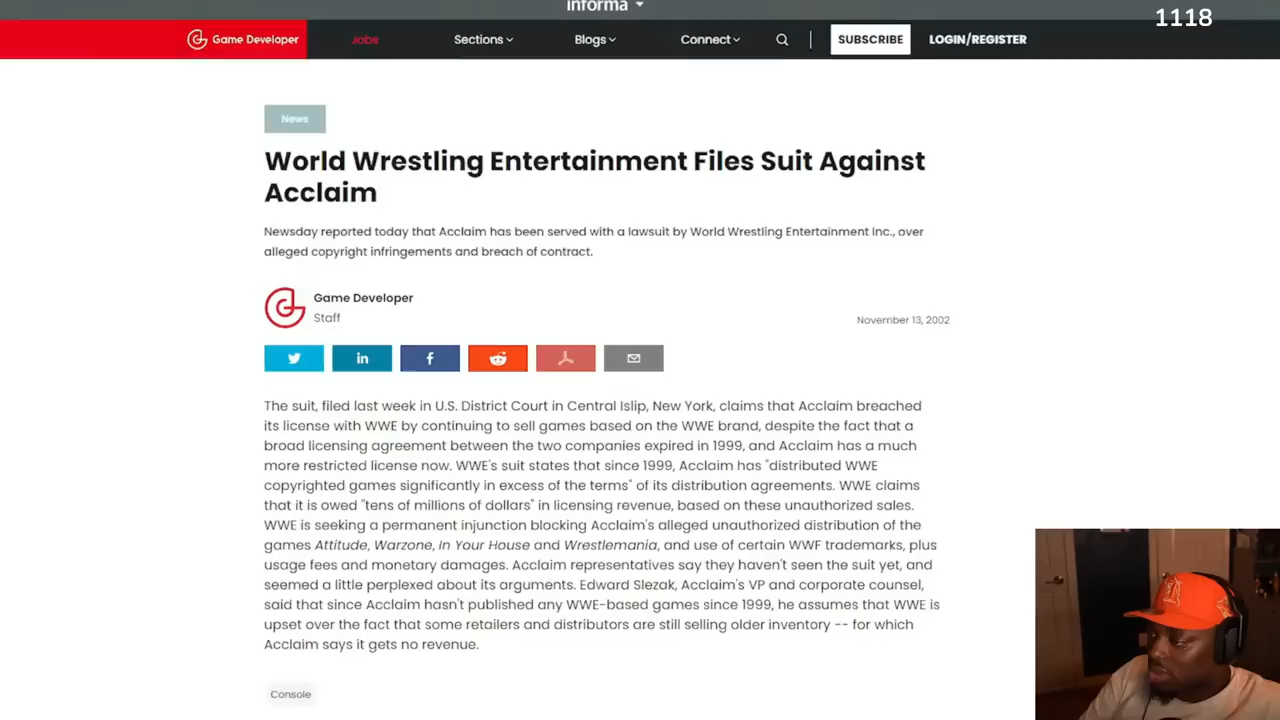 informa
1118
Game Developer
Jobs
Sections
Blogs
Connect
SUBSCRIBE
LOGIN/REGISTER
News
World Wrestling Entertainment Files Suit Against
Acclaim
Newsday reported today that Acclaim has been served with a lawsuit by World Wrestling Entertainment Inc., over
alleged copyright infringements and breach of contract.
Game Developer
Staff
November 13, 2002
in
f
The suit, filed last week in U.S. District Court in Central Islip, New York, claims that Acclaim breached
its license with WWE by continuing to sell games based on the WWE brand, despite the fact that a
broad licensing agreement between the two companies expired in 1999, and Acclaim has a much
more restricted license now. WWE's suit states that since 1999, Acclaim has "distributed WWE
copyrighted games significantly in excess of the terms" of its distribution agreements. WWE claims
that it is owed "tens of millions of dollars" in licensing revenue, based on these unauthorized sales.
WWE is seeking a permanent injunction blocking Acclaim's alleged unauthorized distribution of the
games Attitude, Warzone, In Your House and Wrestlemania, and use of certain WWF trademarks, plus
usage fees and monetary damages. Acclaim representatives say they haven't seen the suit yet, and
seemed a little perplexed about its arguments. Edward Slezak, Acclaim's VP and corporate counsel,
said that since Acclaim hasn't published any WWE-based games since 1999, he assumes that WWE is
upset over the fact that some retailers and distributors are still selling older inventory -- for which
Acclaim says it gets no revenue.
Console